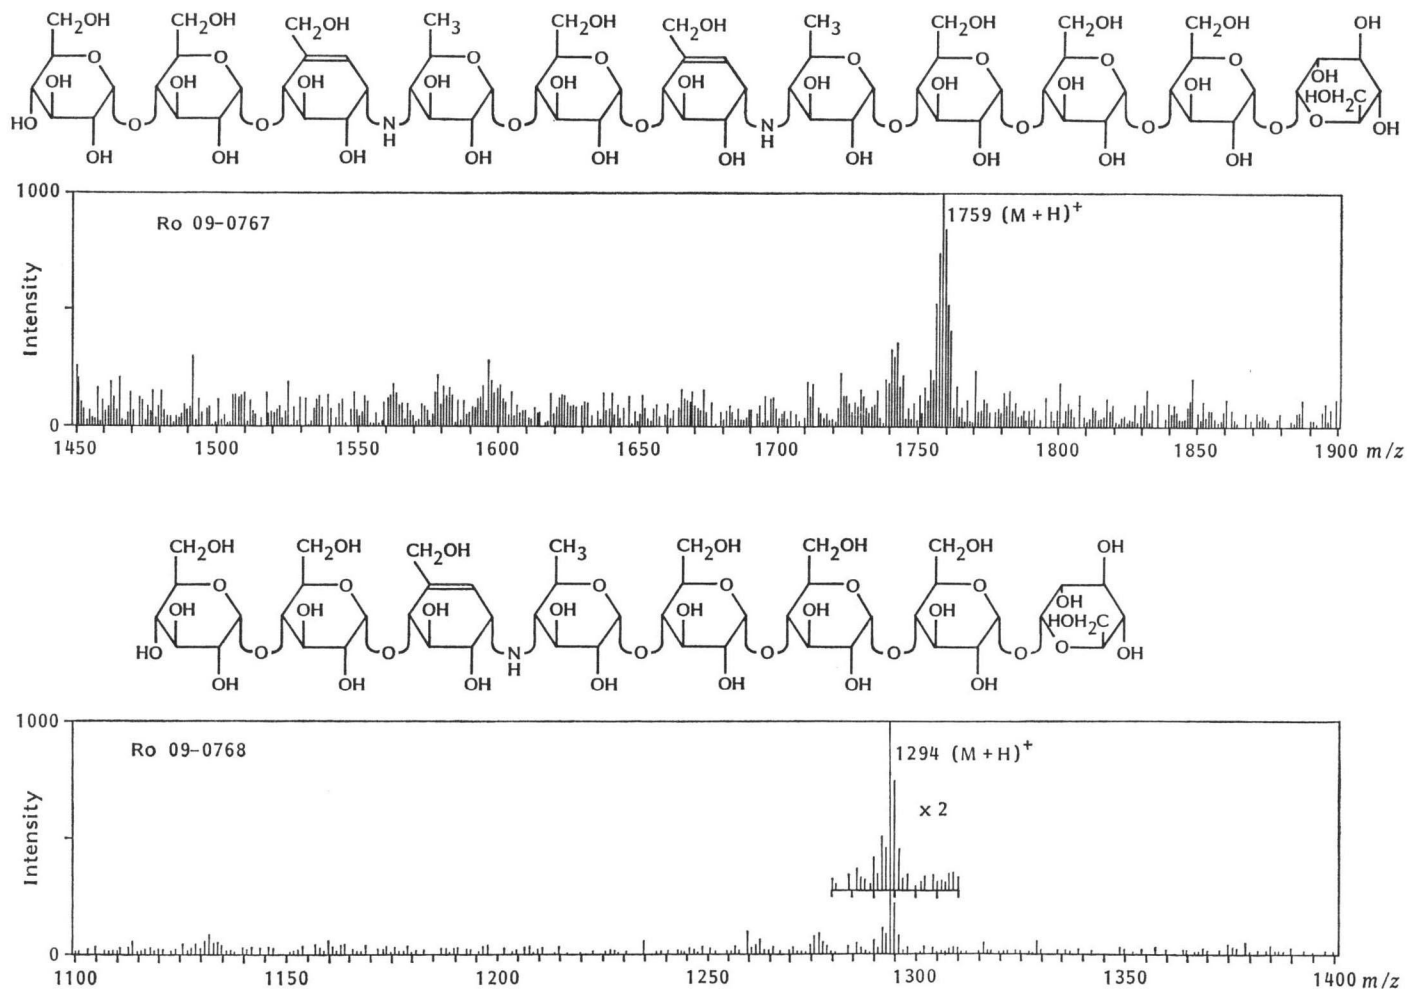 CH2OH CH2OH CH2OH CH3 CH2OH CH2OH CH3 CH2OH CH2OH CH2OH OH
O O O O O O O O
OH OH OH OH OH OH OH OH OH OH OH
HOH2C
HO O O N O O N O O O O O OH
H H
OH OH OH OH OH OH OH OH OH OH
1000
Ro 09-0767
1759 (M + H)+
Intensity
0
1450 1500 1550 1600 1650 1700 1750 1800 1850 1900 m/z
CH2OH CH2OH CH2OH CH3 CH2OH CH2OH CH2OH OH
O O O O O O
OH OH OH OH OH OH OH OH
HOH2C
HO O O N O O O O O OH
H
OH OH OH OH OH OH OH
1000
Ro 09-0768
1294 (M + H)+
x 2
Intensity
0
1100 1150 1200 1250 1300 1350 1400 m/z